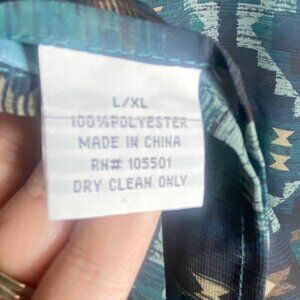 L/XL
100%POLYESTER
MADE IN CHINA
RN# 105501
DRY CLEAN ONLY